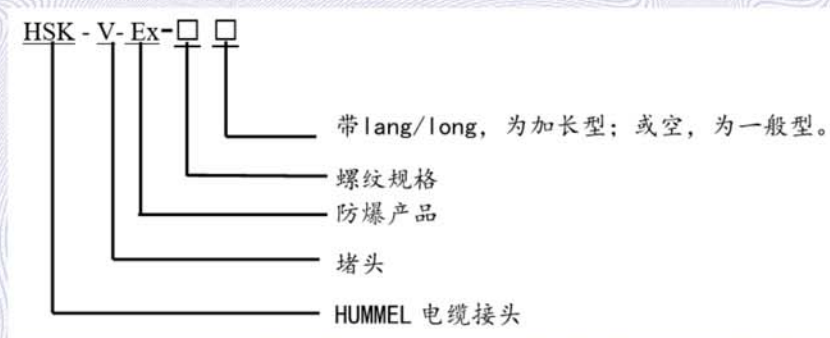 HSK - V- Ex-□ □
带lang/long, 为加长型; 或空, 为一般型。
螺纹规格
防爆产品
堵头
HUMMEL 电缆接头